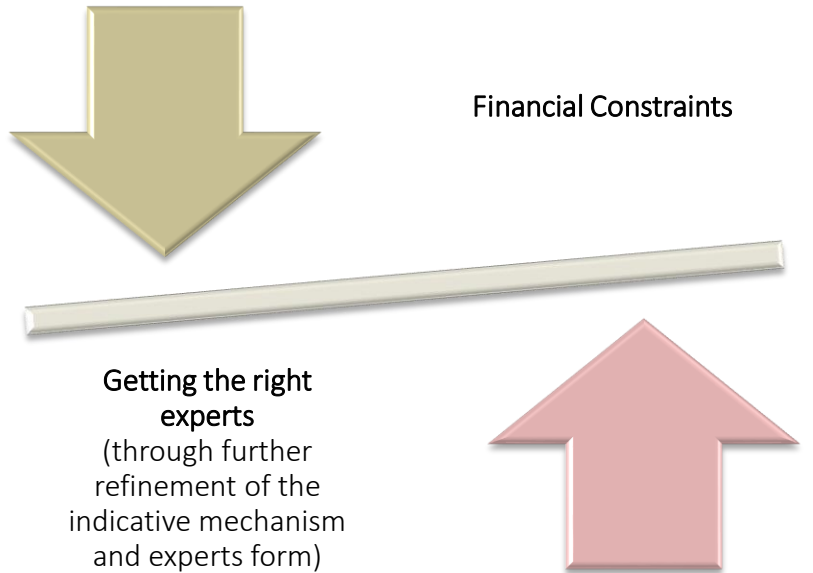 Financial Constraints
Getting the right
experts
(through further
refinement of the
indicative mechanism
and experts form)